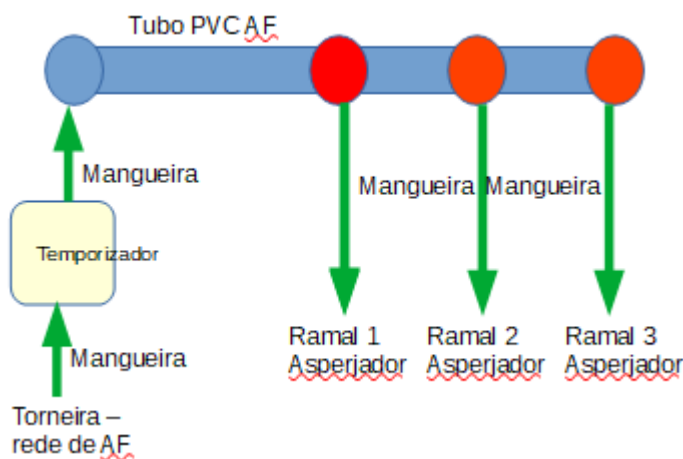 Tubo PVC AF
Mangueira
Mangueira Mangueira
Temporizador
Mangueira
Ramal 1
Asperjador
Ramal 2
Asperjador
Ramal 3
Asperjador
Torneira –
rede de AF